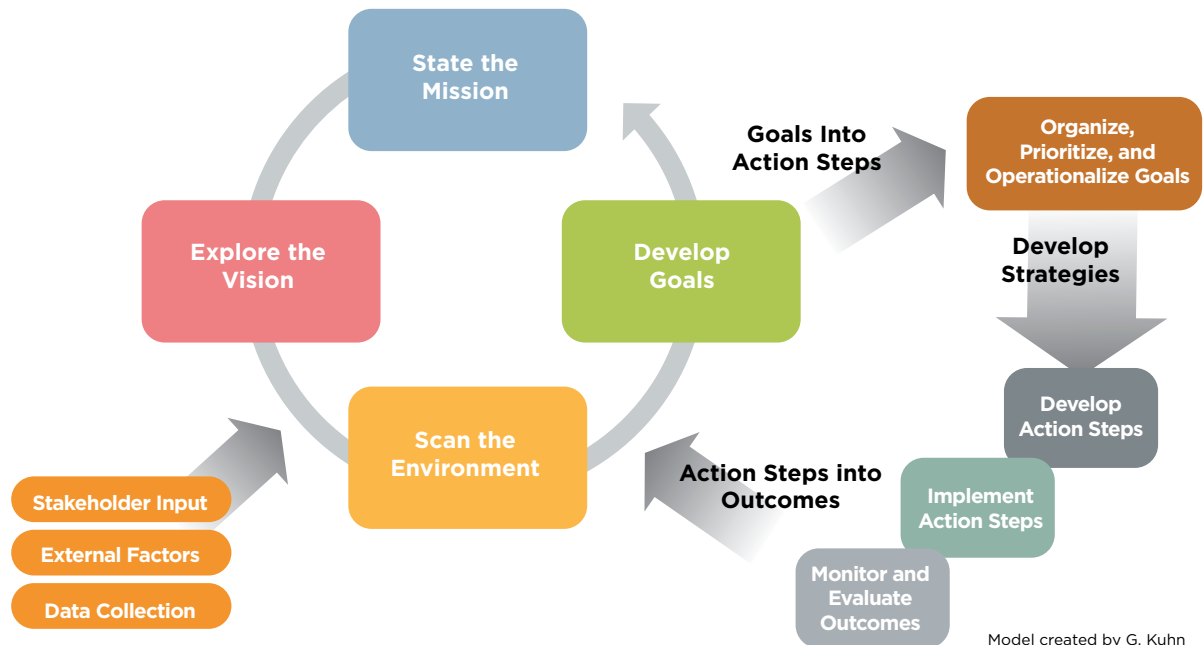 State the
Mission
Explore the
Vision
Develop
Goals
Scan the
Environment
Stakeholder Input
External Factors
Data Collection
Goals Into
Action Steps
Organize,
Prioritize, and
Operationalize Goals
Develop
Strategies
Develop
Action Steps
Implement
Action Steps
Monitor and
Evaluate
Outcomes
Action Steps into
Outcomes
Model created by G. Kuhn